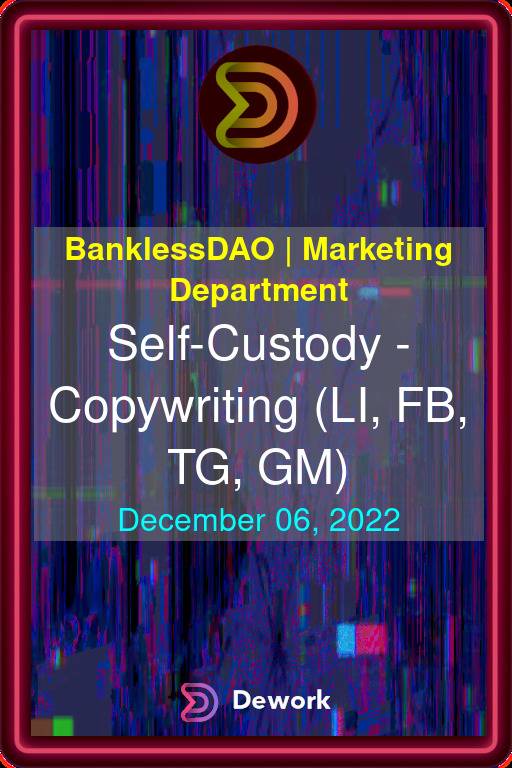 BanklessDAO | Marketing
Department
Self-Custody -
Copywriting (LI, FB,
TG, GM)
December 06, 2022
Dework